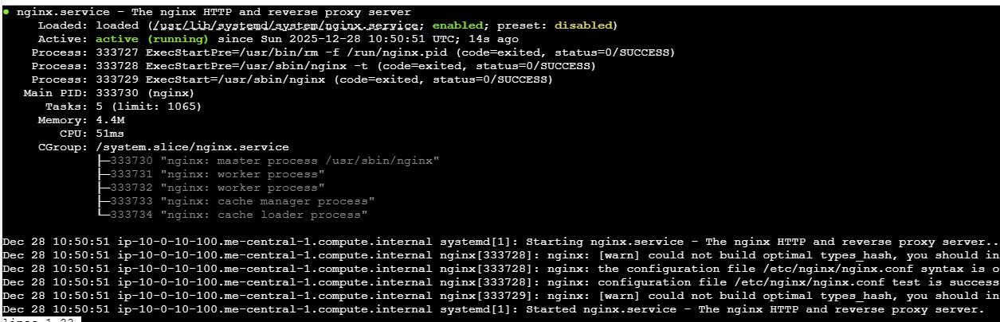 ● nginx.service - The nginx HTTP and reverse proxy server
Loaded: loaded (/usr/lib/systemd/system/nginx.service; enabled; preset: disabled)
Active: active (running) since Sun 2025-12-28 10:50:51 UTC; 14s ago
Process: 333727 ExecStartPre=/usr/bin/rm -f /run/nginx.pid (code=exited, status=0/SUCCESS)
Process: 333728 ExecStartPre=/usr/sbin/nginx -t (code=exited, status=0/SUCCESS)
Process: 333729 ExecStart=/usr/sbin/nginx (code=exited, status=0/SUCCESS)
Main PID: 333730 (nginx)
Tasks: 5 (limit: 1065)
Memory: 4.4M
CPU: 51ms
CGroup: /system.slice/nginx.service
├─333730 "nginx: master process /usr/sbin/nginx"
├─333731 "nginx: worker process"
├─333732 "nginx: worker process"
├─333733 "nginx: cache manager process"
└─333734 "nginx: cache loader process"
Dec 28 10:50:51 ip-10-0-10-100.me-central-1.compute.internal systemd[1]: Starting nginx.service - The nginx HTTP and reverse proxy server..
Dec 28 10:50:51 ip-10-0-10-100.me-central-1.compute.internal nginx[333728]: nginx: [warn] could not build optimal types_hash, you should in
Dec 28 10:50:51 ip-10-0-10-100.me-central-1.compute.internal nginx[333728]: nginx: the configuration file /etc/nginx/nginx.conf syntax is o
Dec 28 10:50:51 ip-10-0-10-100.me-central-1.compute.internal nginx[333728]: nginx: configuration file /etc/nginx/nginx.conf test is success
Dec 28 10:50:51 ip-10-0-10-100.me-central-1.compute.internal nginx[333729]: nginx: [warn] could not build optimal types_hash, you should in
Dec 28 10:50:51 ip-10-0-10-100.me-central-1.compute.internal systemd[1]: Started nginx.service - The nginx HTTP and reverse proxy server.